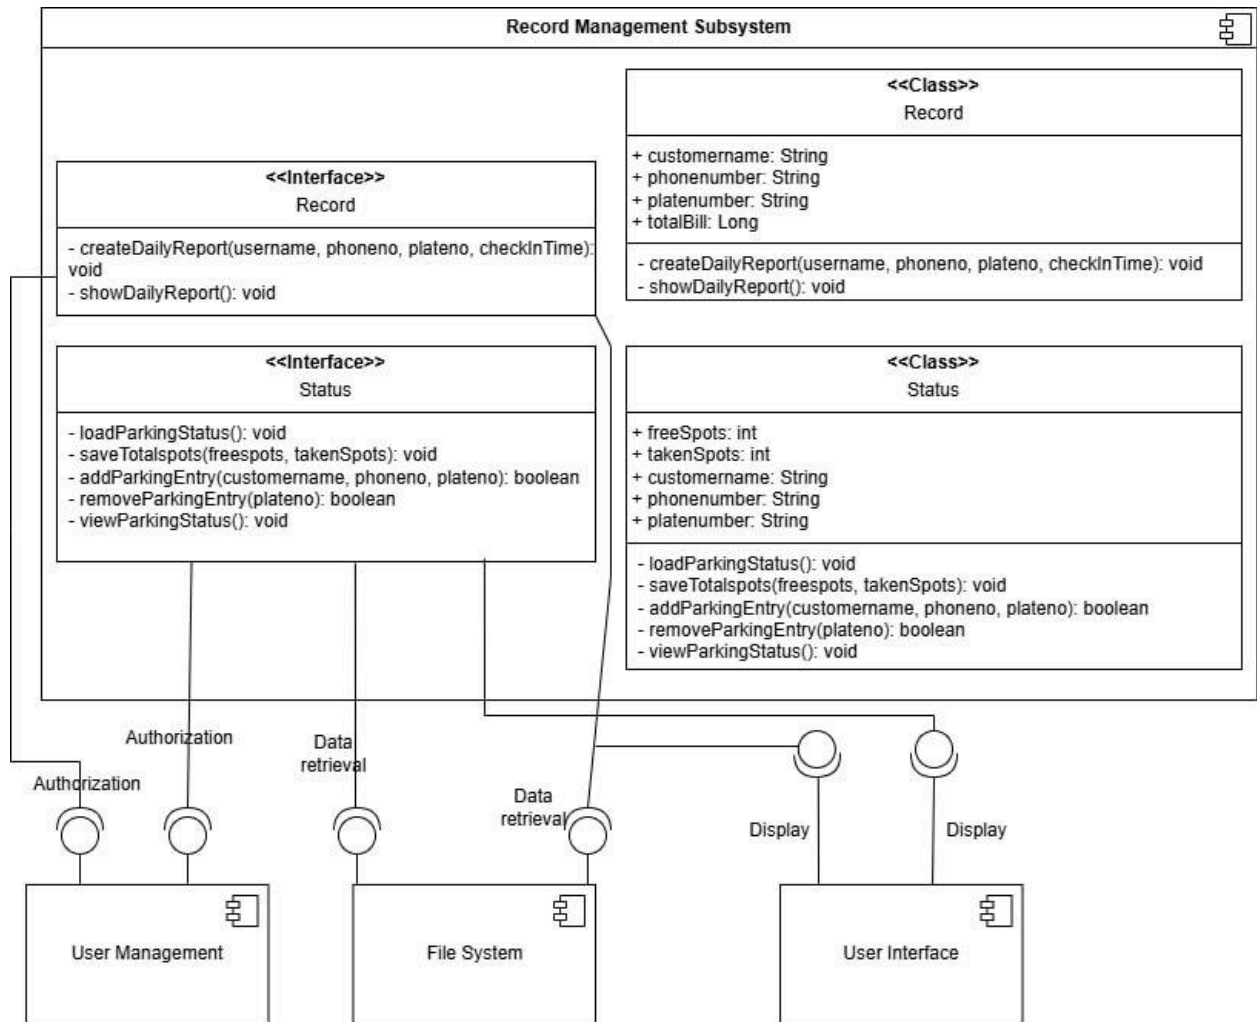 Record Management Subsystem
<<Class>>
Record
+ customername: String
+ phonenumber: String
+ platenumber: String
+ totalBill: Long
- createDailyReport(username, phoneno, plateno, checkInTime): void
- showDailyReport(): void
<<Interface>>
Record
- createDailyReport(username, phoneno, plateno, checkInTime):
void
- showDailyReport(): void
<<Interface>>
Status
- loadParkingStatus(): void
- saveTotalspots(freespots, takenSpots): void
- addParkingEntry(customername, phoneno, plateno): boolean
- removeParkingEntry(plateno): boolean
- viewParkingStatus(): void
<<Class>>
Status
+ freeSpots: int
+ takenSpots: int
+ customername: String
+ phonenumber: String
+ platenumber: String
- loadParkingStatus(): void
- saveTotalspots(freespots, takenSpots): void
- addParkingEntry(customername, phoneno, plateno): boolean
- removeParkingEntry(plateno): boolean
- viewParkingStatus(): void
Authorization
Authorization
Data
retrieval
Data
retrieval
Display
Display
User Management
File System
User Interface